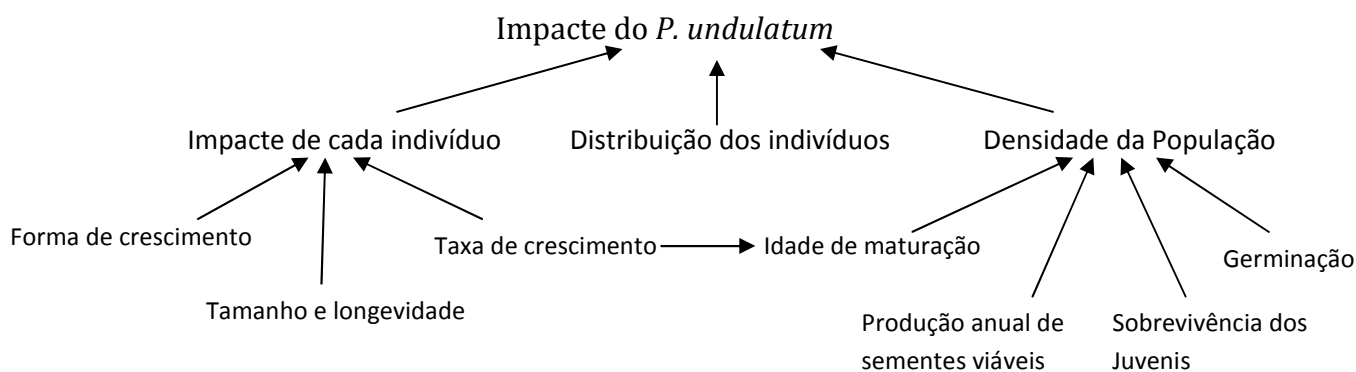 Impacte do P. undulatum
Impacte de cada indivíduo
Distribuição dos indivíduos
Densidade da População
Forma de crescimento
Taxa de crescimento
Idade de maturação
Germinação
Tamanho e longevidade
Produção anual de
sementes viáveis
Sobrevivência dos
Juvenis